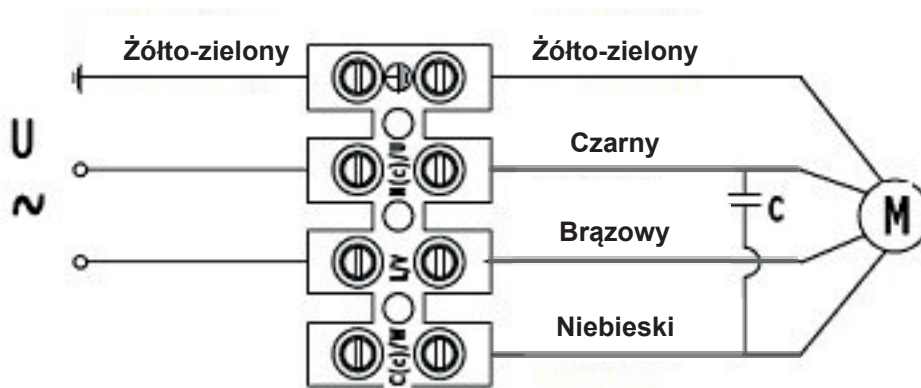 Żółto-zielony Żółto-zielony
U
~
Czarny
N(c)/U
C
M
Brązowy
L/V
Niebieski
C(c)/W